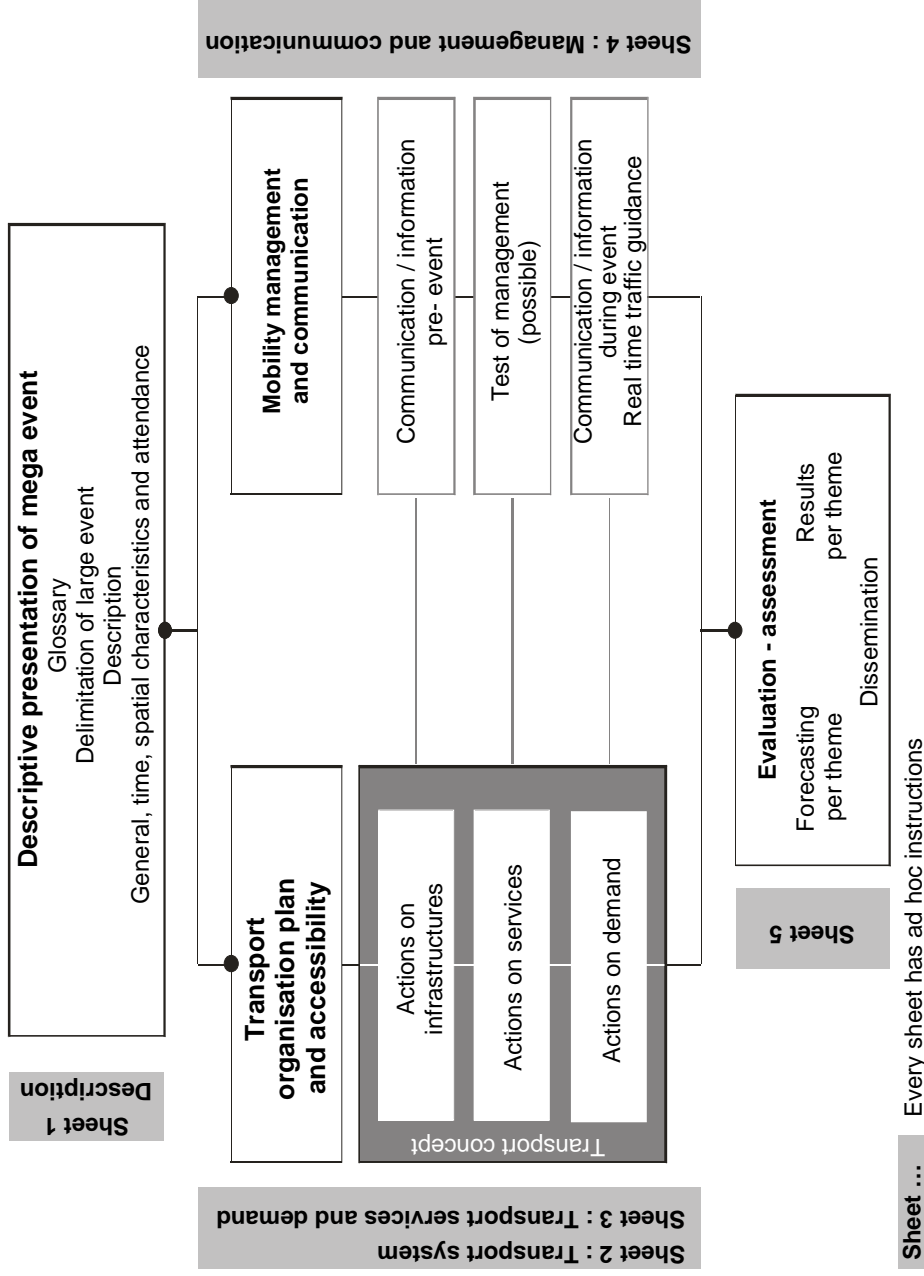 Sheet 1
Description
Descriptive presentation of mega event
Glossary
Delimitation of large event
Description
General, time, spatial characteristics and attendance
Sheet 2 : Transport system
Sheet 3 : Transport services and demand
Transport
organisation plan
and accessibility
Transport concept
Actions on
infrastructures
Actions on services
Actions on demand
Mobility management
and communication
Communication / information
pre- event
Test of management
(possible)
Communication / information
during event
Real time traffic guidance
Sheet 4 : Management and communication
Sheet 5
Evaluation - assessment
Forecasting
per theme
Results
per theme
Dissemination
Sheet … Every sheet has ad hoc instructions